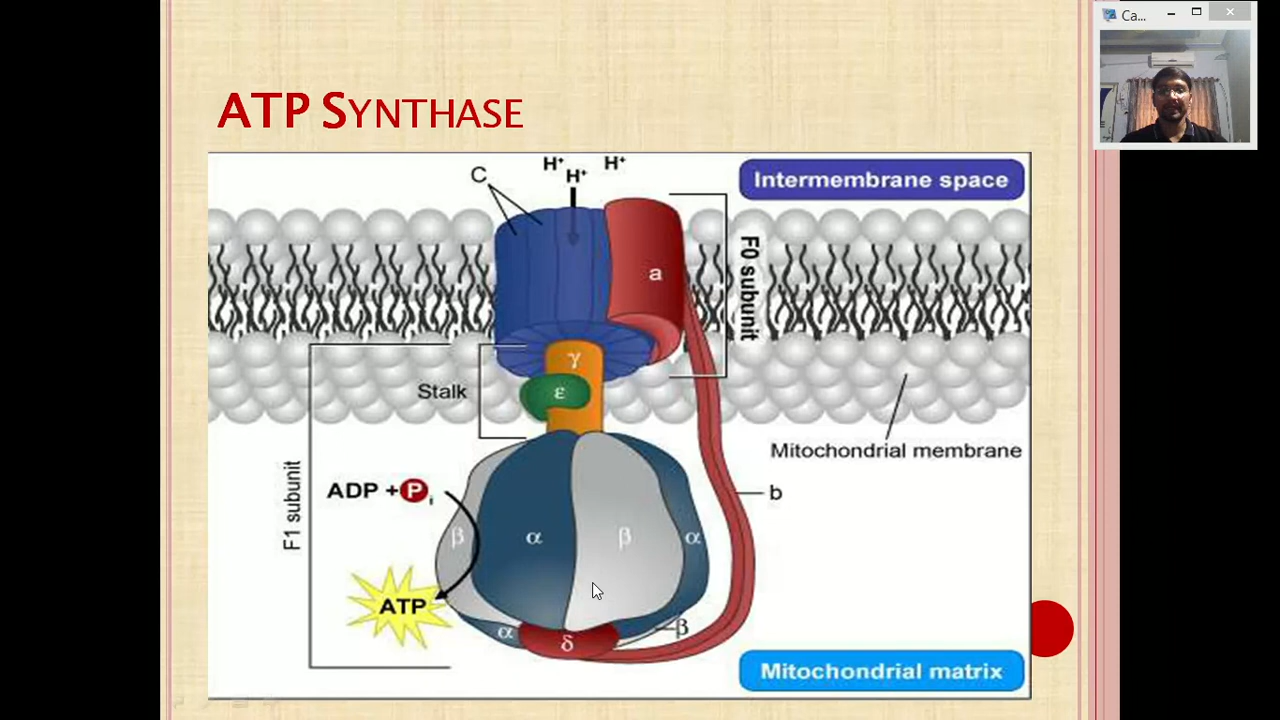 Ca...
ATP SYNTHASE
C
H⁺ H⁺
H⁺
Intermembrane space
a
F0 subunit
γ
Stalk
ε
Mitochondrial membrane
F1 subunit
ADP + P i
b
β α β α
ATP
α δ β
Mitochondrial matrix